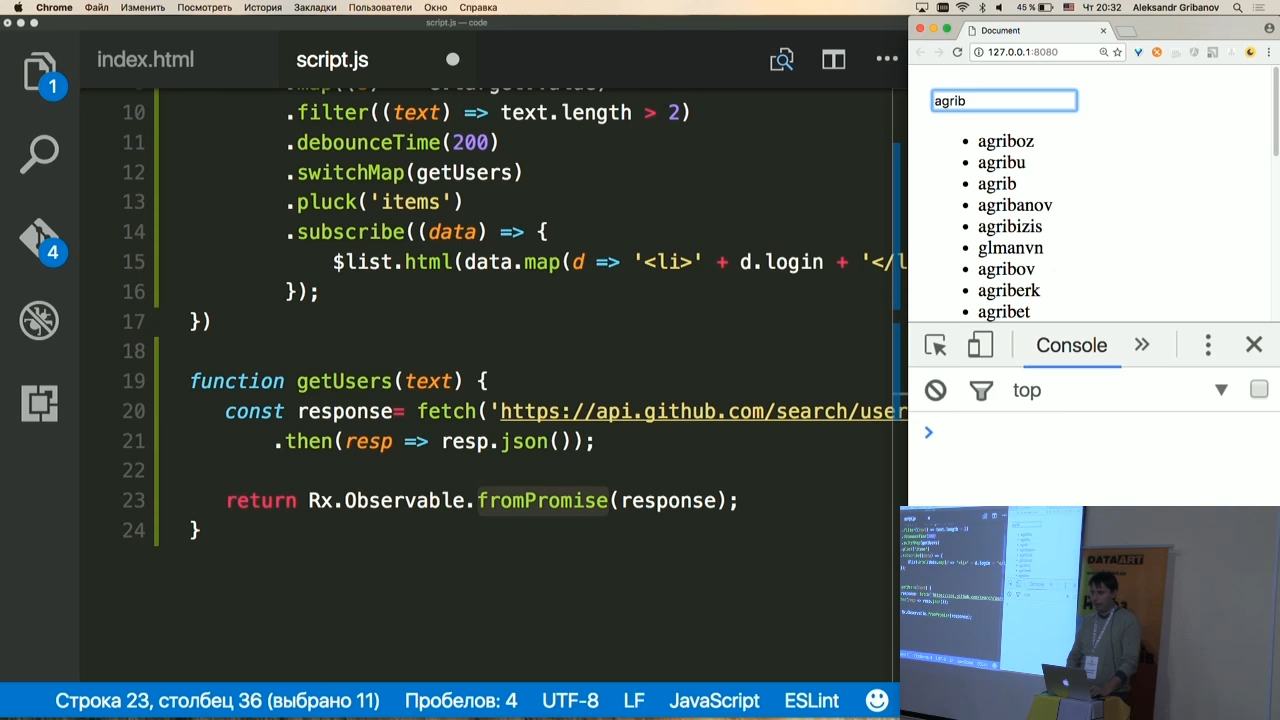 Chrome Файл Изменить Посмотреть История Закладки Пользователи Окно Справка 45 % Чт 20:32 Aleksandr Gribanov
script.js — code
index.html script.js
Document
127.0.0.1:8080
agrib
1
4
10 .filter((text) => text.length > 2)
11 .debounceTime(200)
12 .switchMap(getUsers)
13 .pluck('items')
14 .subscribe((data) => {
15 $list.html(data.map(d => '<li>' + d.login + '</l
16 });
17 })
18
19 function getUsers(text) {
20 const response= fetch('https://api.github.com/search/user
21 .then(resp => resp.json());
22
23 return Rx.Observable.fromPromise(response);
24 }
• agriboz
• agribu
• agrib
• agribanov
• agribizis
• glmanvn
• agribov
• agriberk
• agribet
Console
top
DATAART
Строка 23, столбец 36 (выбрано 11) Пробелов: 4 UTF-8 LF JavaScript ESLint